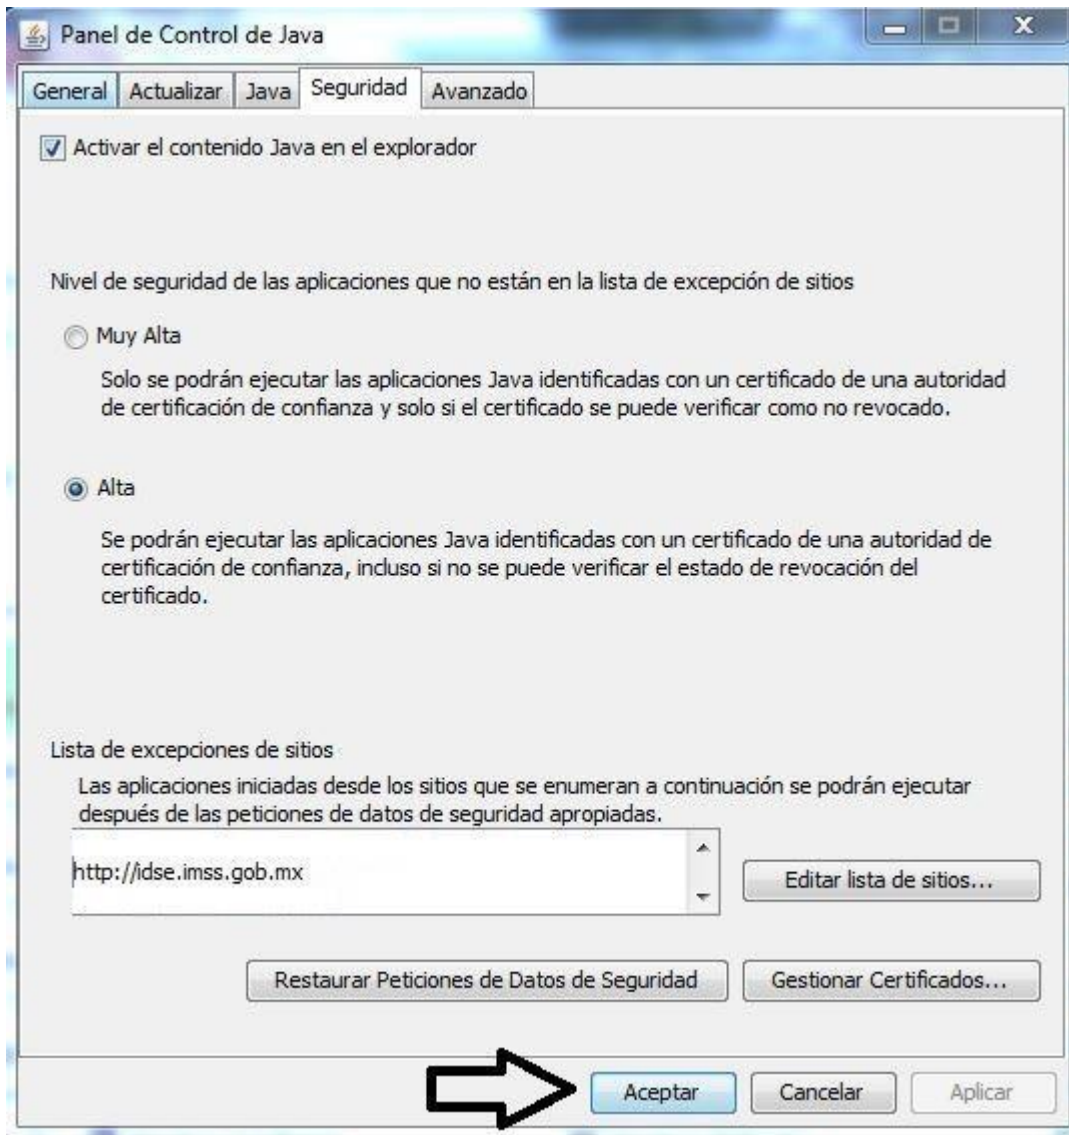 Panel de Control de Java
General Actualizar Java Seguridad Avanzado
Activar el contenido Java en el explorador
Nivel de seguridad de las aplicaciones que no están en la lista de excepción de sitios
Muy Alta
Solo se podrán ejecutar las aplicaciones Java identificadas con un certificado de una autoridad
de certificación de confianza y solo si el certificado se puede verificar como no revocado.
Alta
Se podrán ejecutar las aplicaciones Java identificadas con un certificado de una autoridad de
certificación de confianza, incluso si no se puede verificar el estado de revocación del
certificado.
Lista de excepciones de sitios
Las aplicaciones iniciadas desde los sitios que se enumeran a continuación se podrán ejecutar
después de las peticiones de datos de seguridad apropiadas.
http://idse.imss.gob.mx
Editar lista de sitios...
Restaurar Peticiones de Datos de Seguridad Gestionar Certificados...
Aceptar Cancelar Aplicar